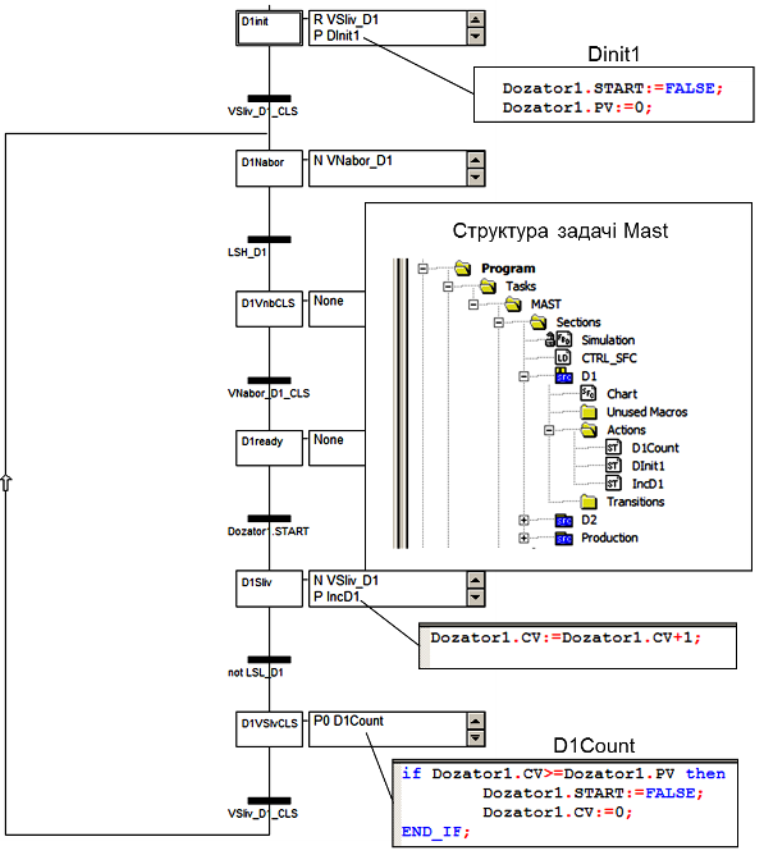 D1init
R VSliv_D1
P DInit1
Dinit1
Dozator1.START:=FALSE;
Dozator1.PV:=0;
VSliv_D1_CLS
D1Nabor
N VNabor_D1
LSH_D1
Структура задачі Mast
Program
Tasks
MAST
Sections
Simulation
CTRL_SFC
D1
Chart
Unused Macros
Actions
D1Count
DInit1
IncD1
Transitions
D2
Production
D1VnbCLS
None
VNabor_D1_CLS
D1ready
None
Dozator1.START
D1Sliv
N VSliv_D1
P IncD1
Dozator1.CV:=Dozator1.CV+1;
not LSL_D1
D1VSlvCLS
P0 D1Count
D1Count
if Dozator1.CV>=Dozator1.PV then
Dozator1.START:=FALSE;
Dozator1.CV:=0;
END_IF;
VSliv_D1_CLS